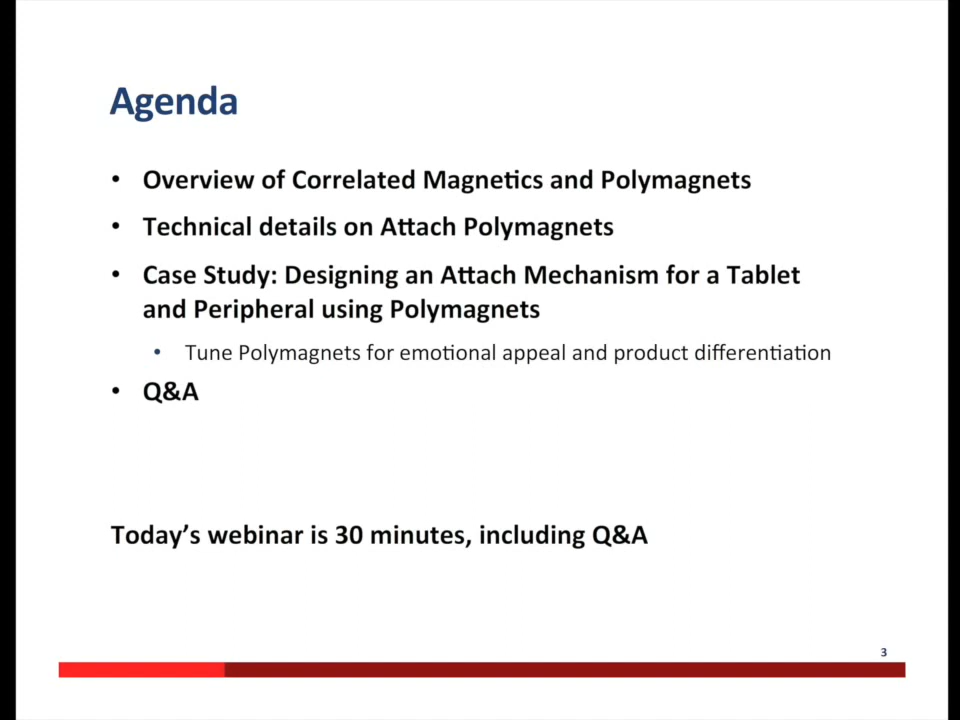 Agenda
• Overview of Correlated Magnetics and Polymagnets
• Technical details on Attach Polymagnets
• Case Study: Designing an Attach Mechanism for a Tablet
and Peripheral using Polymagnets
• Tune Polymagnets for emotional appeal and product differentiation
• Q&A
Today’s webinar is 30 minutes, including Q&A
3